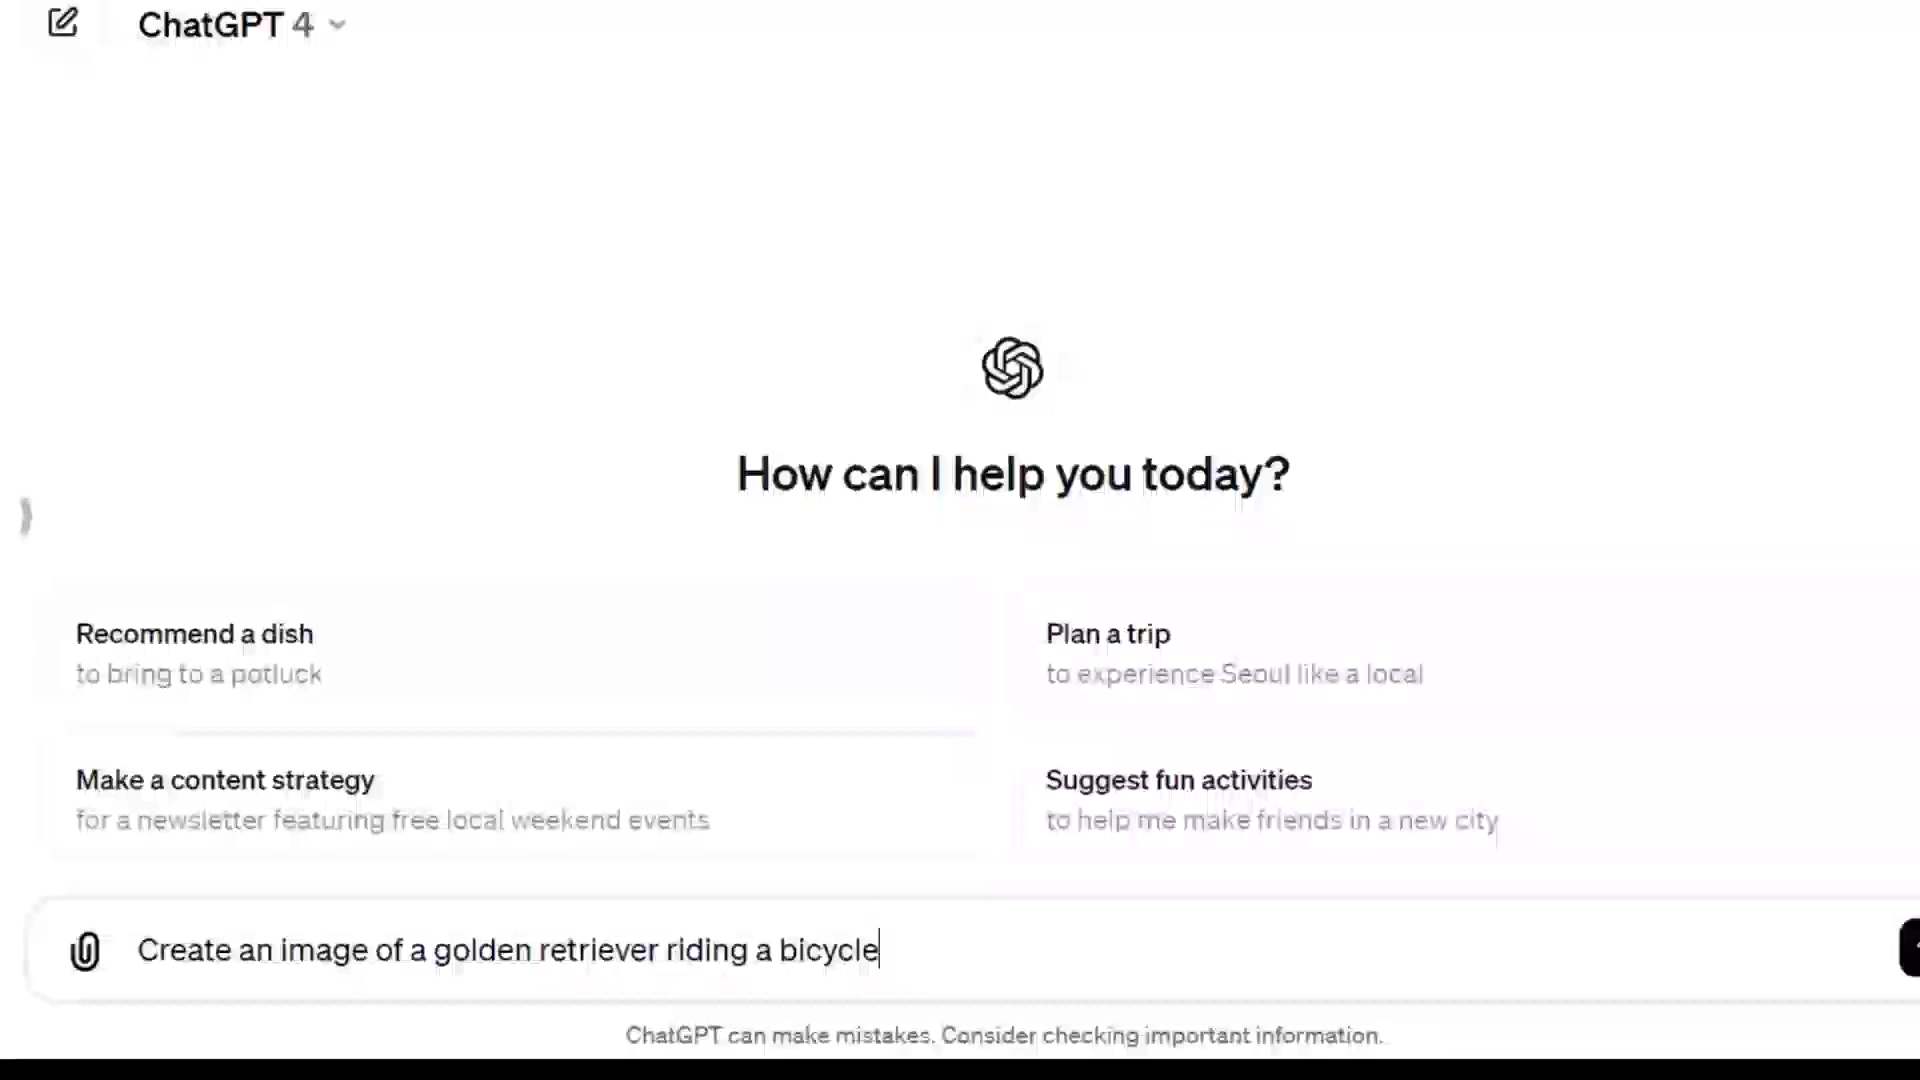 ChatGPT 4
How can I help you today?
Recommend a dish
to bring to a potluck
Plan a trip
to experience Seoul like a local
Make a content strategy
for a newsletter featuring free local weekend events
Suggest fun activities
to help me make friends in a new city
Create an image of a golden retriever riding a bicycle
ChatGPT can make mistakes. Consider checking important information.